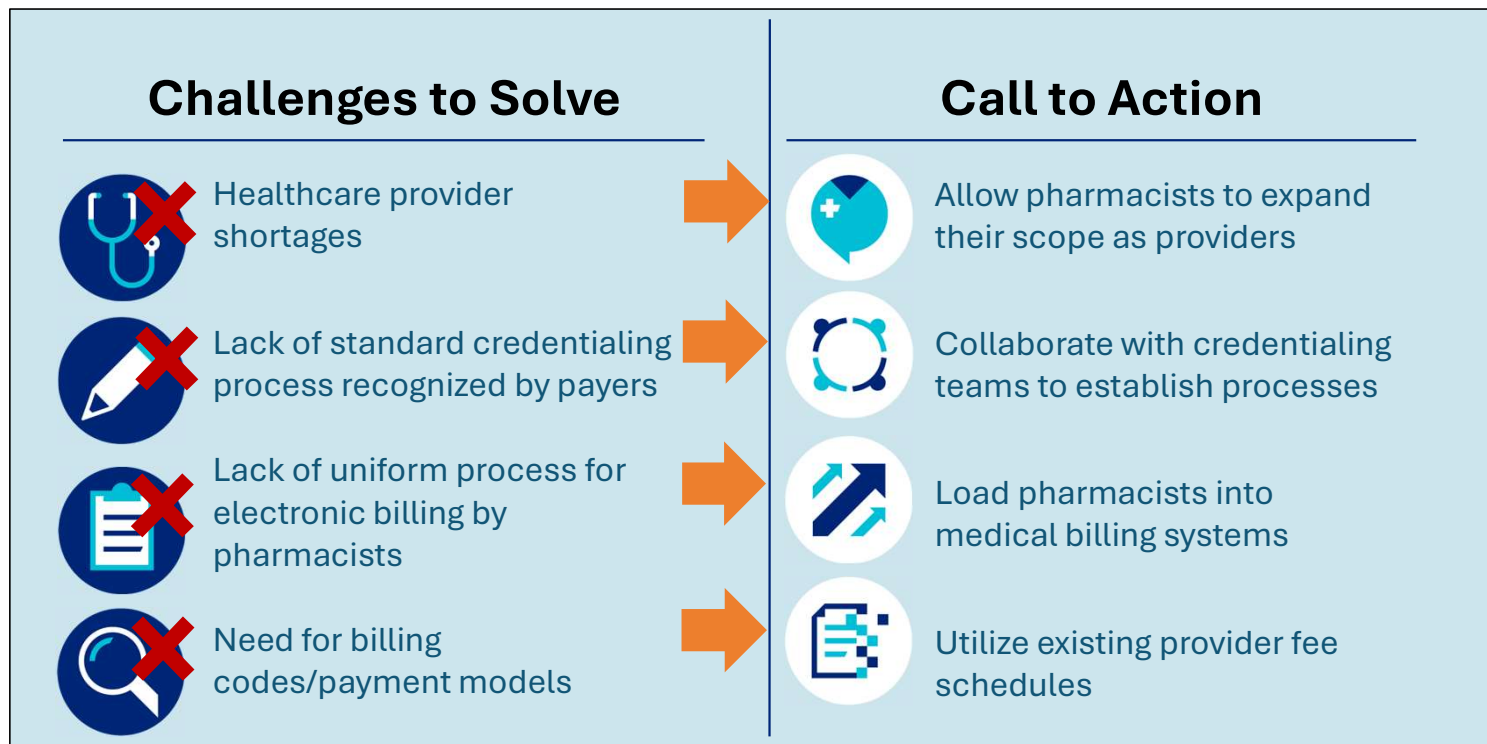 Challenges to Solve
Healthcare provider
shortages
Lack of standard credentialing
process recognized by payers
Lack of uniform process for
electronic billing by
pharmacists
Need for billing
codes/payment models
Call to Action
Allow pharmacists to expand
their scope as providers
Collaborate with credentialing
teams to establish processes
Load pharmacists into
medical billing systems
Utilize existing provider fee
schedules